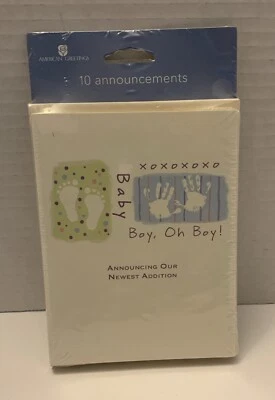 AMERICAN GREETINGS
10 announcements
xoxoxoxo
Baby
Boy, Oh Boy!
ANNOUNCING OUR
NEWEST ADDITION